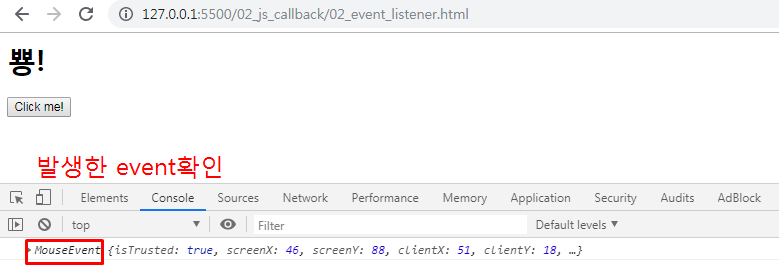 127.0.0.1:5500/02_js_callback/02_event_listener.html
뿅!
Click me!
발생한 event확인
Elements Console Sources Network Performance Memory Application Security Audits AdBlock
top Filter Default levels
MouseEvent {isTrusted: true, screenX: 46, screenY: 88, clientX: 51, clientY: 18, …}